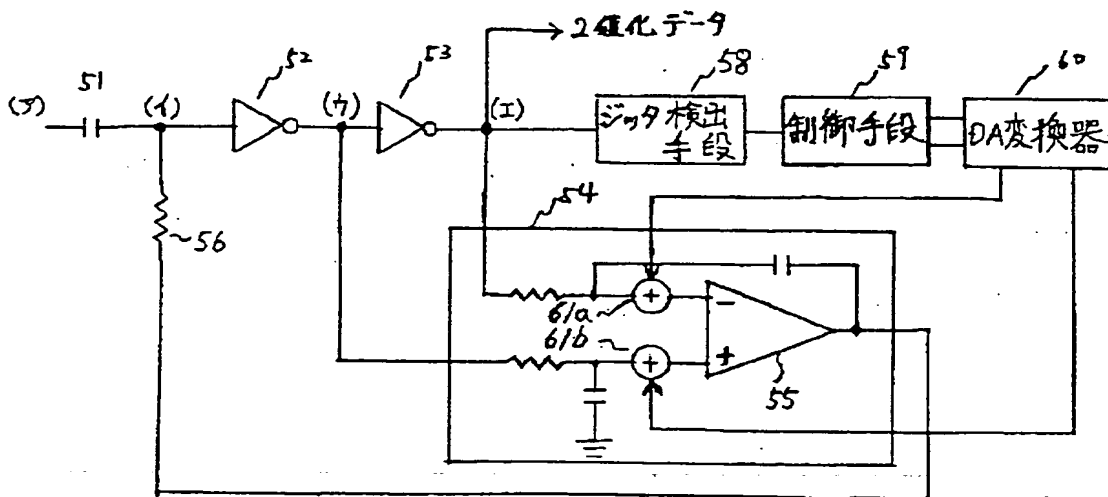 2値化データ
51
52
53
58
59
60
(ア)
(イ)
(ウ)
(エ)
ジッタ検出
手段
制御手段
DA変換器
54
56
61a
61b
55
−
+
+
+